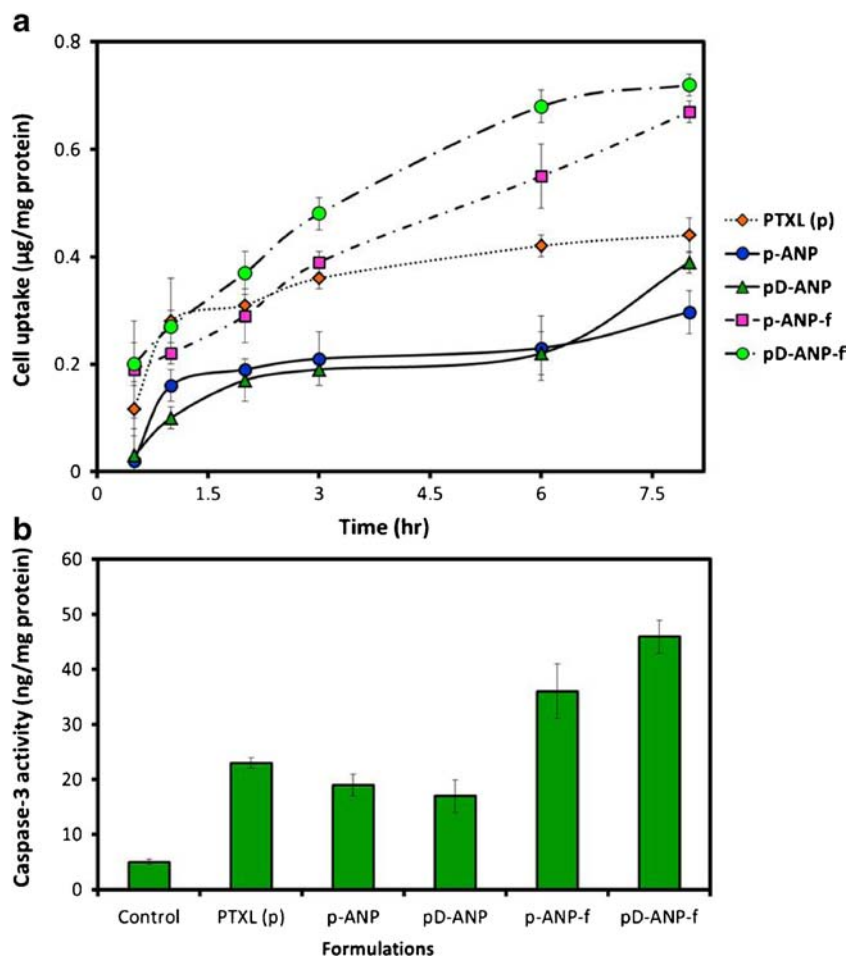 a
0.8
0.6
0.4
0.2
0
Cell uptake (µg/mg protein)
0 1.5 3 4.5 6 7.5
Time (hr)
PTXL (p)
p-ANP
pD-ANP
p-ANP-f
pD-ANP-f
b
60
50
40
30
20
10
0
Caspase-3 activity (ng/mg protein)
Control PTXL (p) p-ANP pD-ANP p-ANP-f pD-ANP-f
Formulations